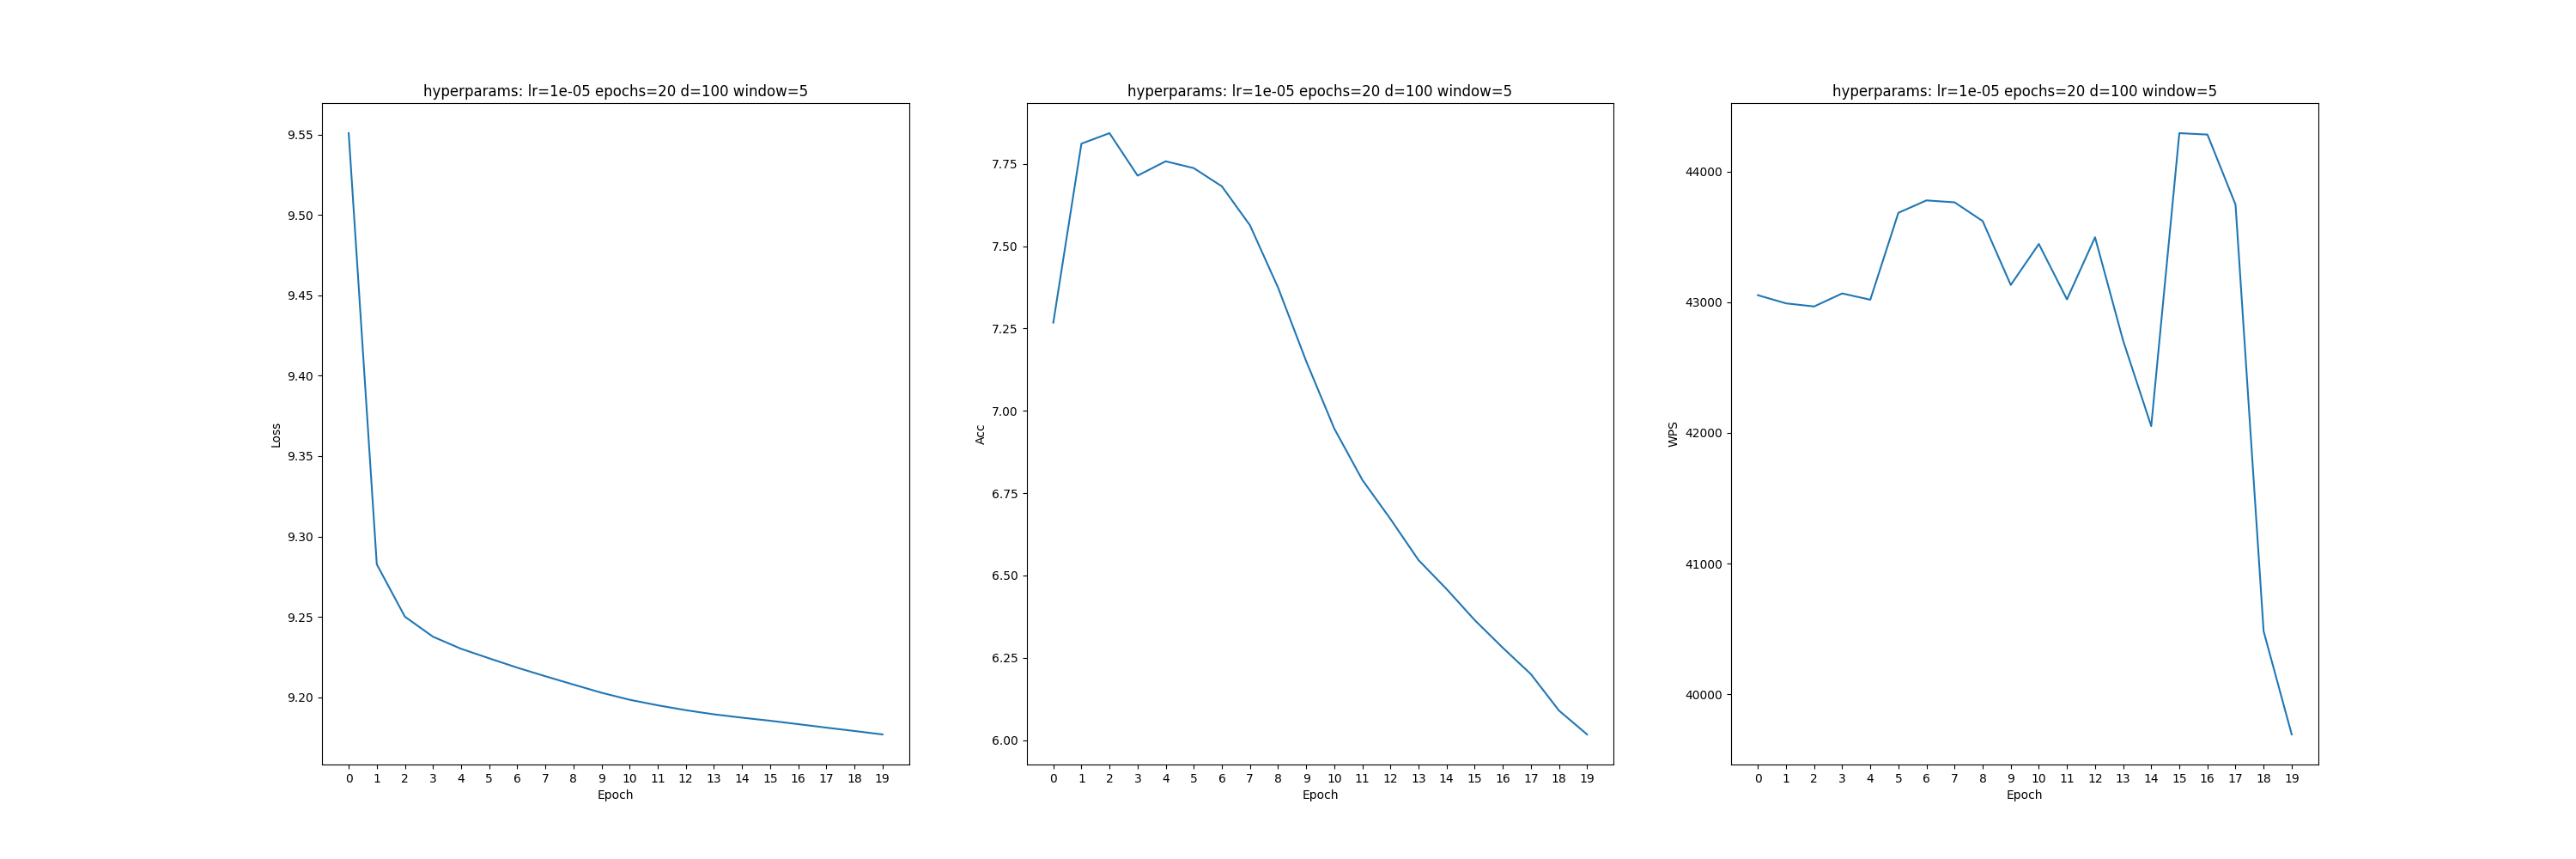 hyperparams: lr=1e-05 epochs=20 d=100 window=5
9.55
9.50
9.45
9.40
9.35
9.30
9.25
9.20
Loss
0 1 2 3 4 5 6 7 8 9 10 11 12 13 14 15 16 17 18 19
Epoch
hyperparams: lr=1e-05 epochs=20 d=100 window=5
7.75
7.50
7.25
7.00
6.75
6.50
6.25
6.00
Acc
0 1 2 3 4 5 6 7 8 9 10 11 12 13 14 15 16 17 18 19
Epoch
hyperparams: lr=1e-05 epochs=20 d=100 window=5
44000
43000
42000
41000
40000
WPS
0 1 2 3 4 5 6 7 8 9 10 11 12 13 14 15 16 17 18 19
Epoch